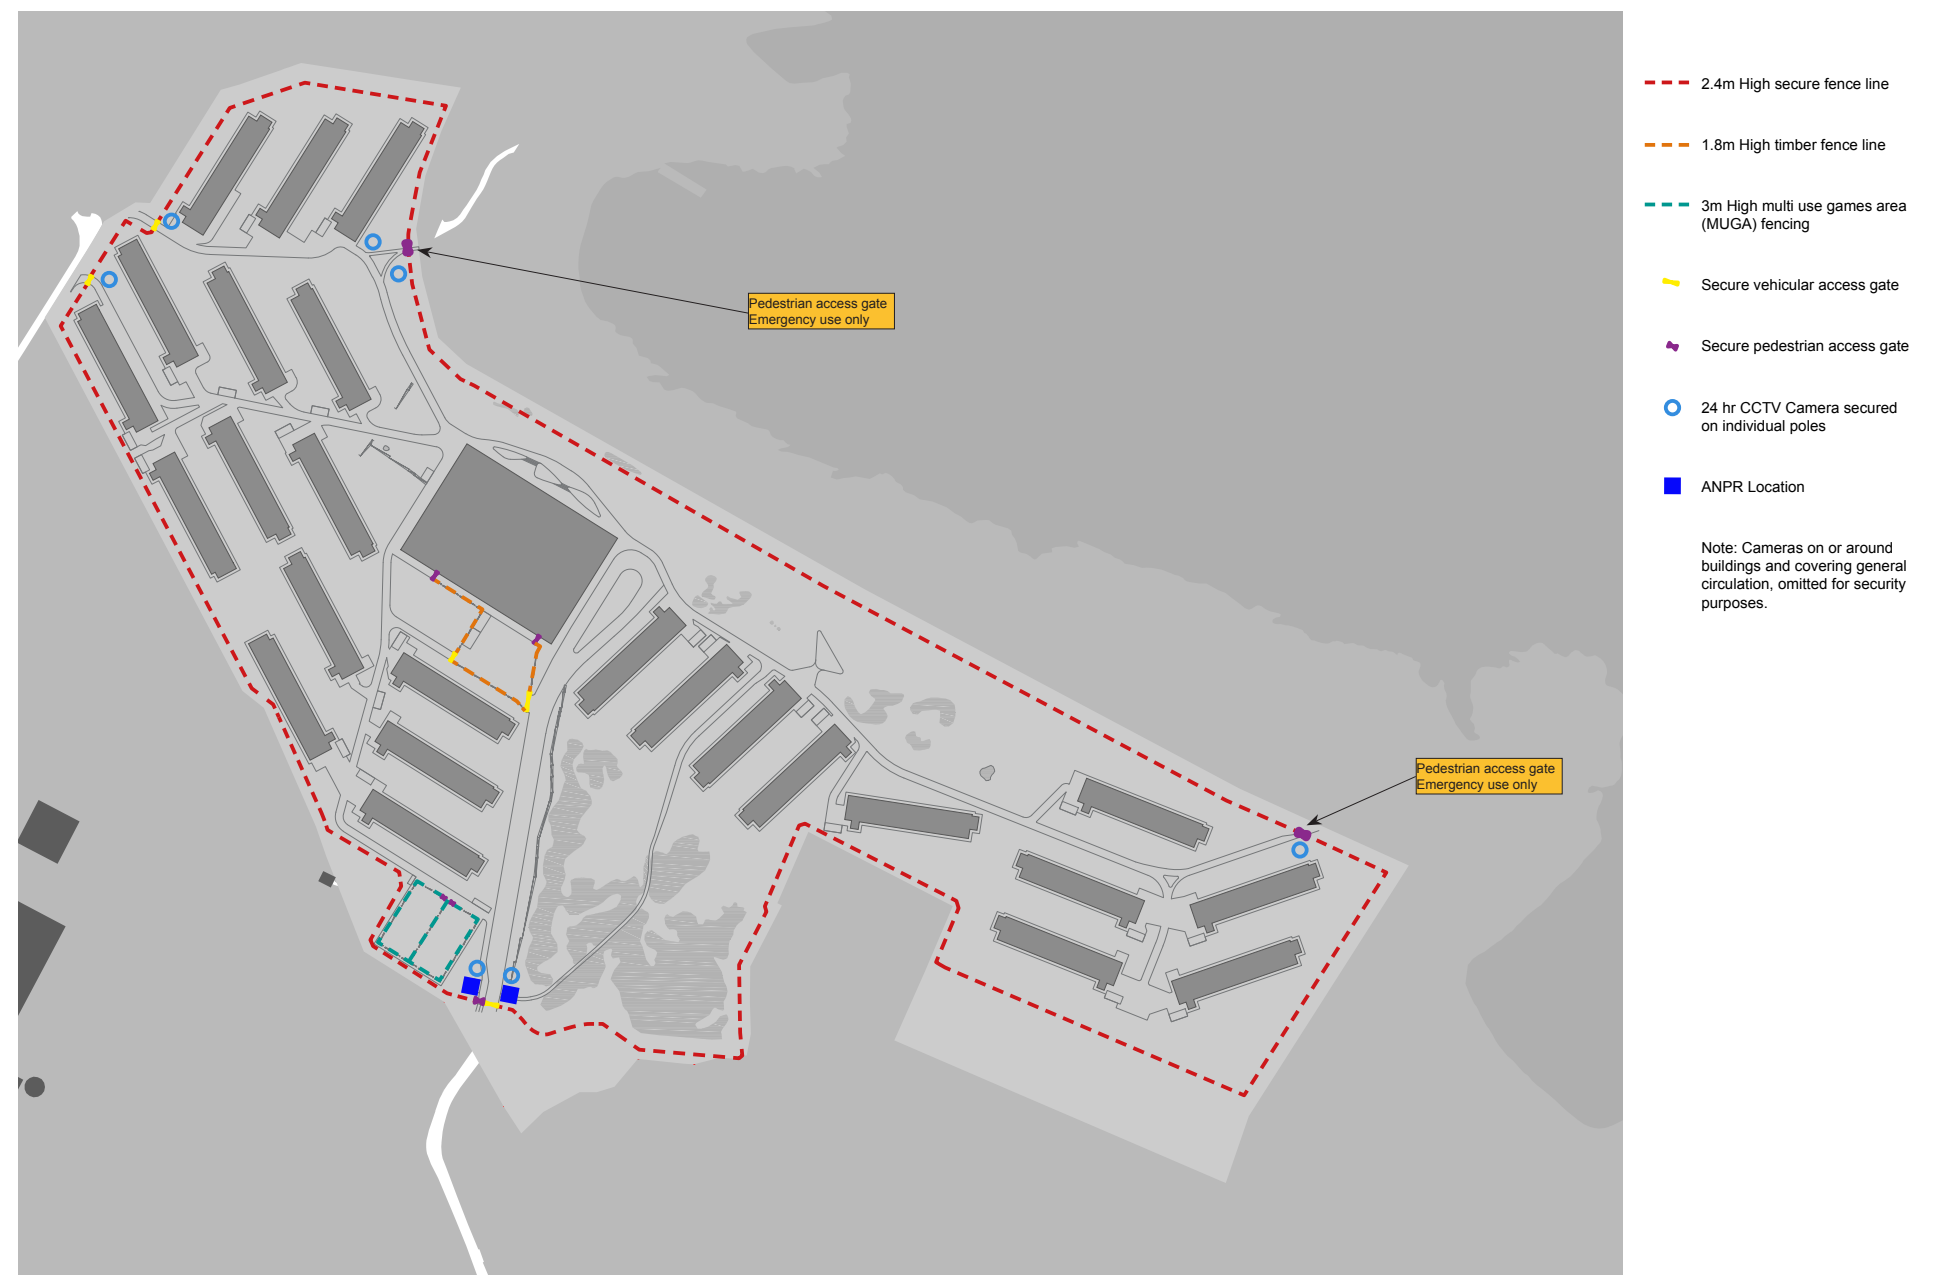 2.4m High secure fence line
1.8m High timber fence line
3m High multi use games area
(MUGA) fencing
Secure vehicular access gate
Pedestrian access gate
Emergency use only
Secure pedestrian access gate
24 hr CCTV Camera secured
on individual poles
ANPR Location
Note: Cameras on or around
buildings and covering general
circulation, omitted for security
purposes.
Pedestrian access gate
Emergency use only